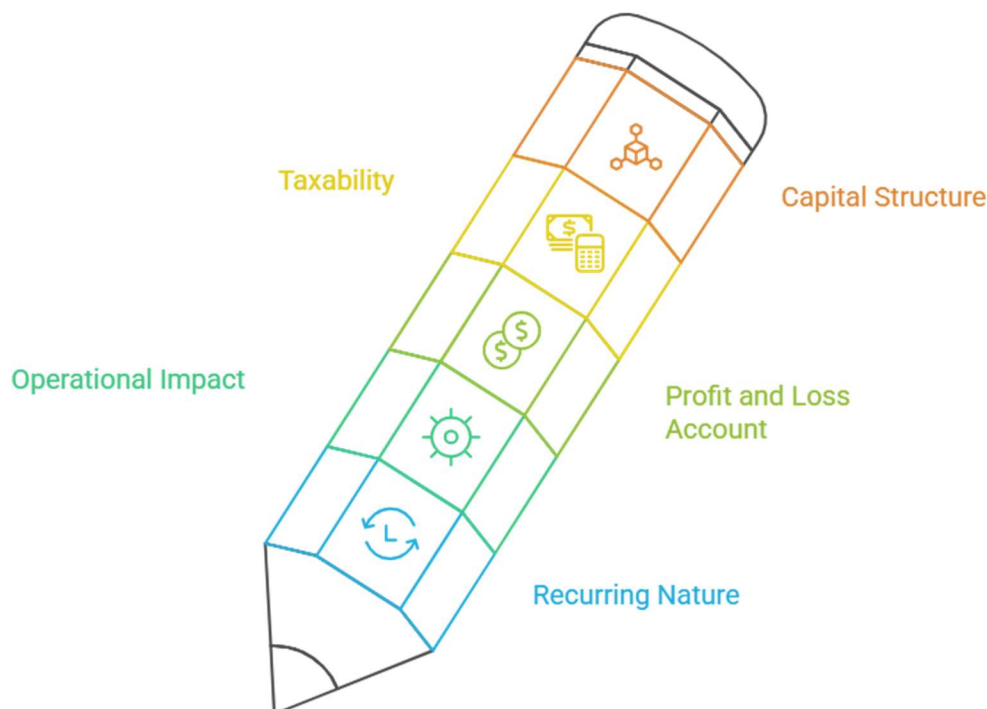 Taxability
Capital Structure
Operational Impact
Profit and Loss
Account
Recurring Nature